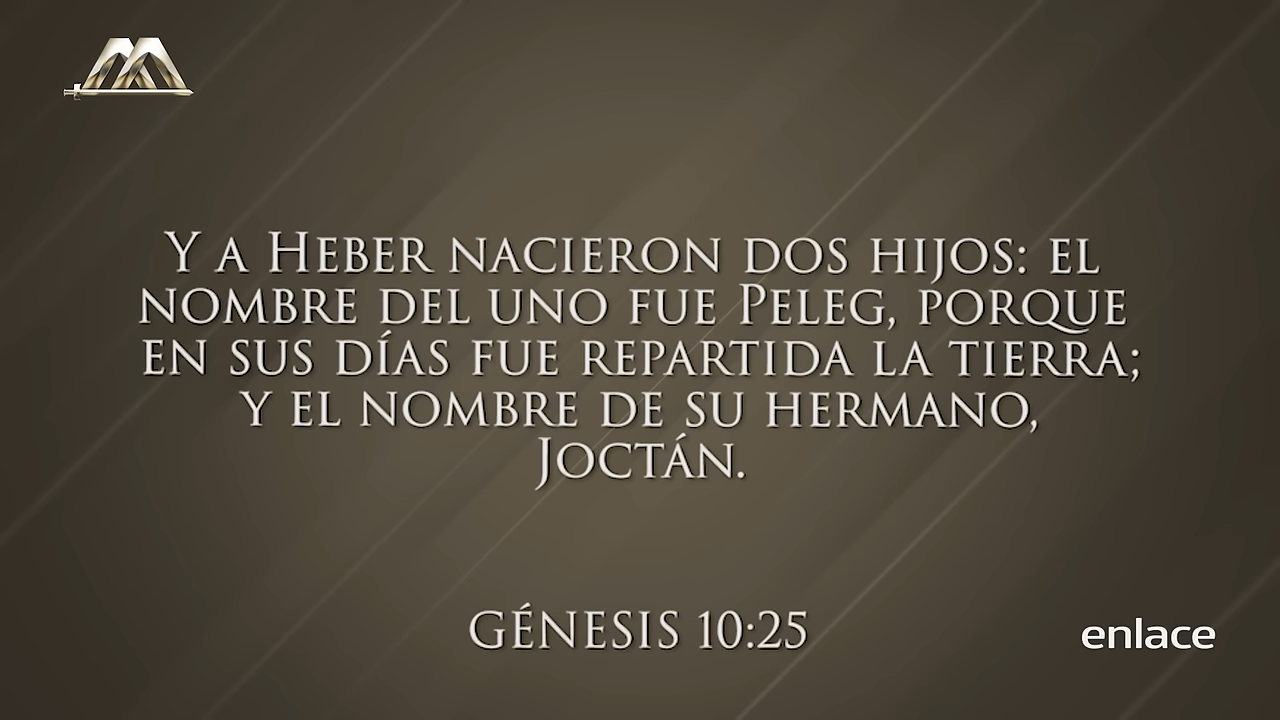 Y a Heber nacieron dos hijos: el
nombre del uno fue Peleg, porque
en sus días fue repartida la tierra;
y el nombre de su hermano,
Joctán.
Génesis 10:25
enlace